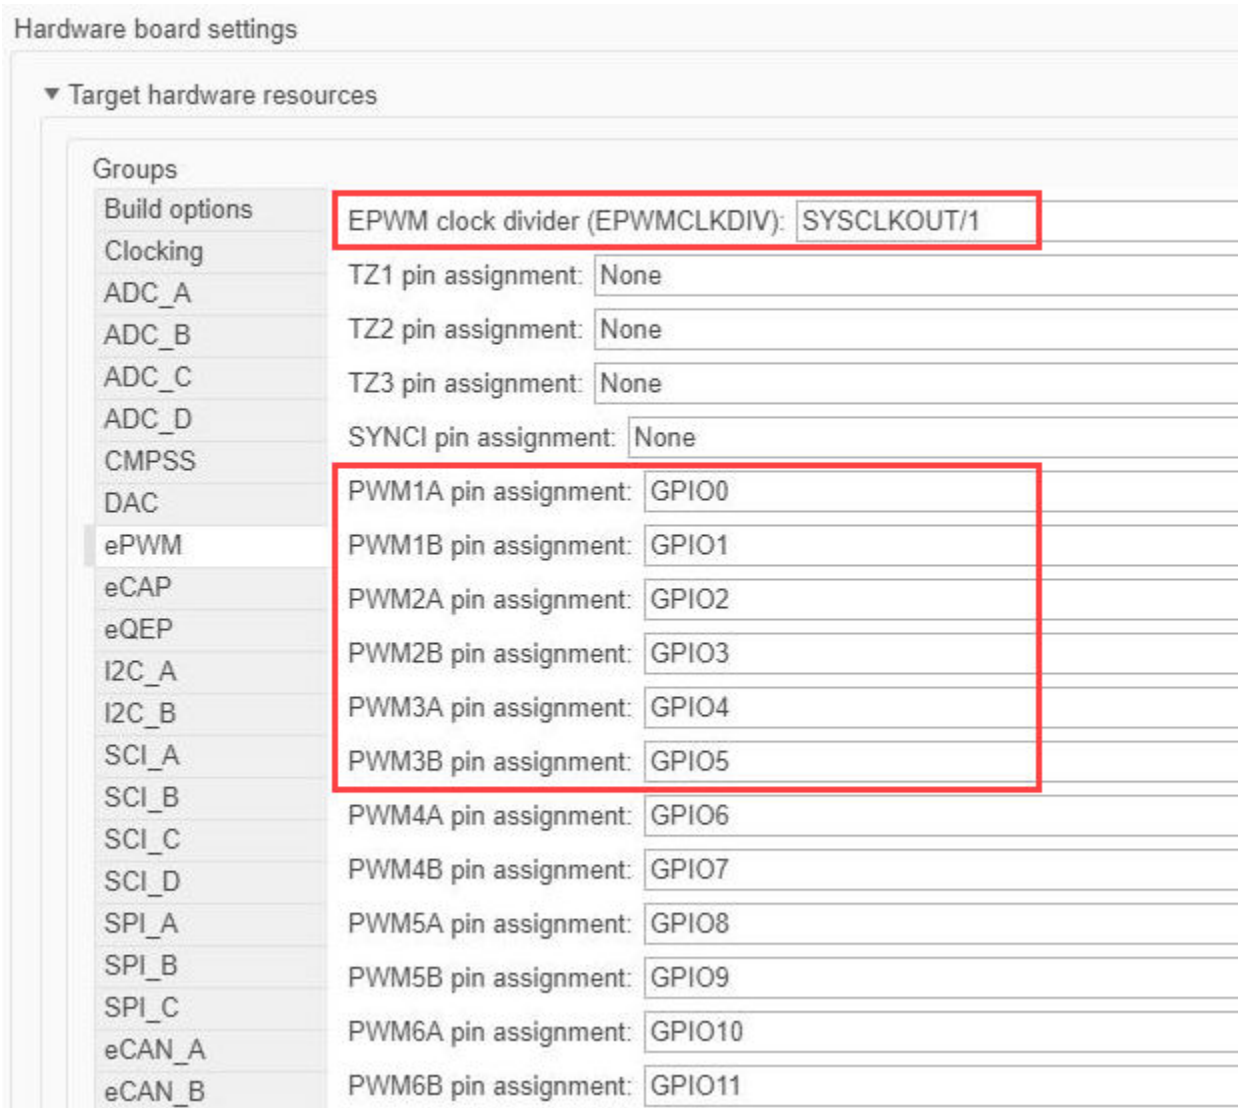 Hardware board settings
▼ Target hardware resources
Groups
Build options
Clocking
ADC_A
ADC_B
ADC_C
ADC_D
CMPSS
DAC
ePWM
eCAP
eQEP
I2C_A
I2C_B
SCI_A
SCI_B
SCI_C
SCI_D
SPI_A
SPI_B
SPI_C
eCAN_A
eCAN_B
EPWM clock divider (EPWMCLKDIV): SYSCLKOUT/1
TZ1 pin assignment: None
TZ2 pin assignment: None
TZ3 pin assignment: None
SYNCI pin assignment: None
PWM1A pin assignment: GPIO0
PWM1B pin assignment: GPIO1
PWM2A pin assignment: GPIO2
PWM2B pin assignment: GPIO3
PWM3A pin assignment: GPIO4
PWM3B pin assignment: GPIO5
PWM4A pin assignment: GPIO6
PWM4B pin assignment: GPIO7
PWM5A pin assignment: GPIO8
PWM5B pin assignment: GPIO9
PWM6A pin assignment: GPIO10
PWM6B pin assignment: GPIO11